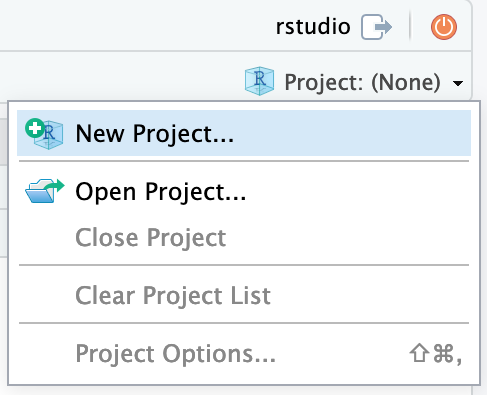 rstudio
Project: (None)
New Project...
Open Project...
Close Project
Clear Project List
Project Options... ⇧⌘,